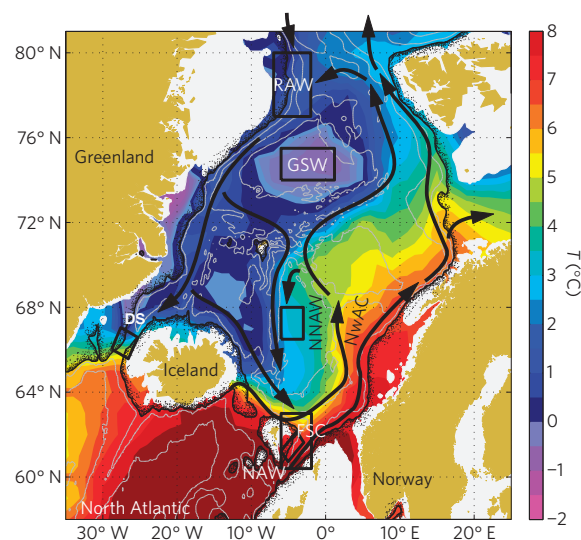 80° N
76° N
72° N
68° N
64° N
60° N
RAW
GSW
Greenland
DS
NNAW
NwAC
Iceland
FSC
NAW
Norway
North Atlantic
30° W
20° W
10° W
0°
10° E
20° E
8
7
6
5
4
3
2
1
0
−1
−2
T (°C)